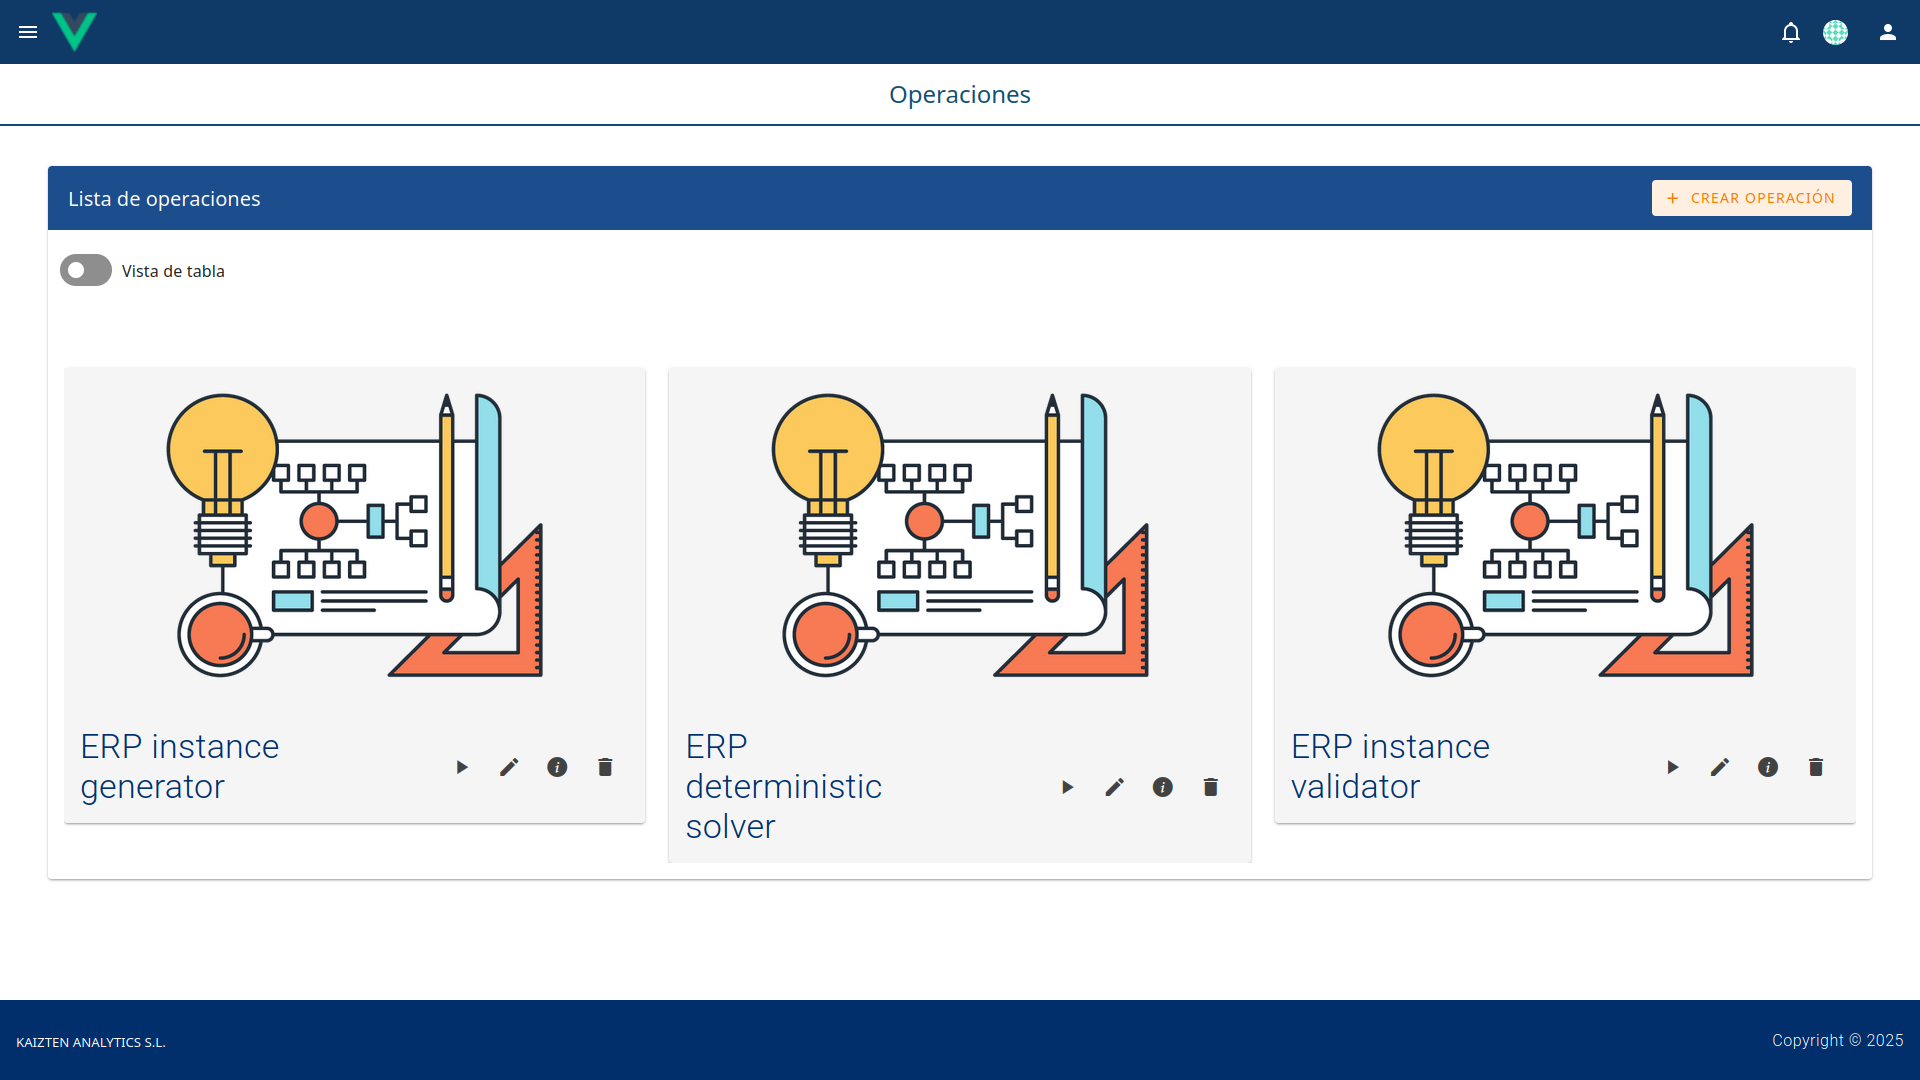 Operaciones
Lista de operaciones
CREAR OPERACIÓN
Vista de tabla
ERP instance
generator
ERP
deterministic
solver
ERP instance
validator
KAIZTEN ANALYTICS S.L.
Copyright © 2025